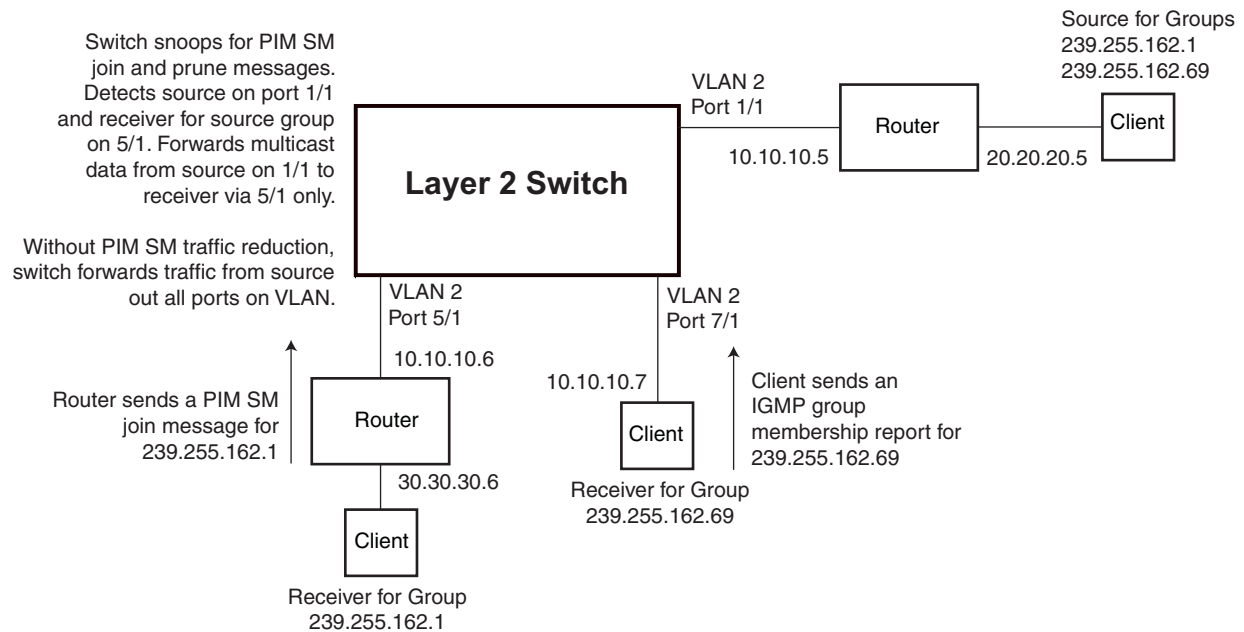 Switch snoops for PIM SM
join and prune messages.
Detects source on port 1/1
and receiver for source group
on 5/1. Forwards multicast
data from source on 1/1 to
receiver via 5/1 only.
Without PIM SM traffic reduction,
switch forwards traffic from source
out all ports on VLAN.
Layer 2 Switch
VLAN 2
Port 1/1
10.10.10.5
Router
20.20.20.5
Source for Groups
239.255.162.1
239.255.162.69
Client
VLAN 2
Port 5/1
10.10.10.6
Router sends a PIM SM
join message for
239.255.162.1
Router
30.30.30.6
Client
Receiver for Group
239.255.162.1
VLAN 2
Port 7/1
10.10.10.7
Client
Receiver for Group
239.255.162.69
Client sends an
IGMP group
membership report for
239.255.162.69